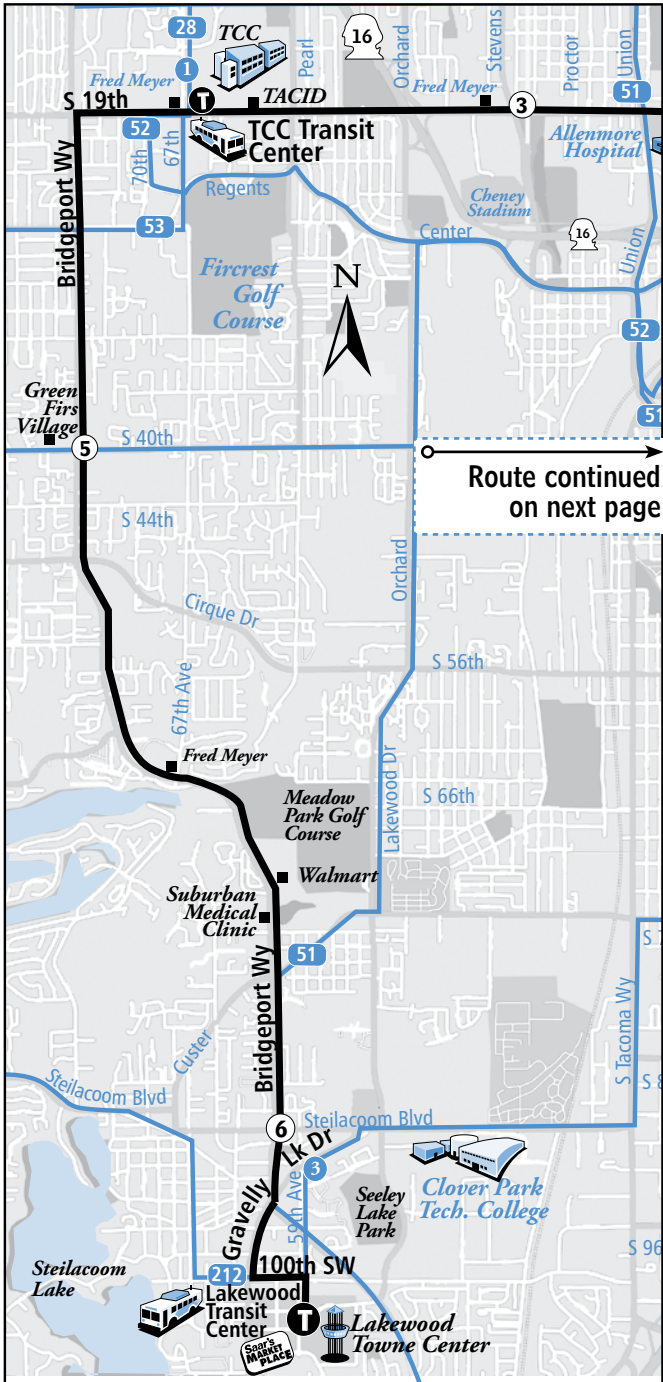 28
TCC
16
Pearl
Orchard
Stevens
Proctor
Union
1
Fred Meyer
TACID
Fred Meyer
51
S 19th
T
3
52
70th
67th
TCC Transit
Center
Allenmore
Hospital
Bridgeport Wy
Regents
Cheney
Stadium
53
Center
16
Union
Fircrest
Golf
Course
N
52
Green
Firs
Village
51
5
S 40th
Route continued
on next page
S 44th
Orchard
Cirque Dr
S 56th
67th Ave
Fred Meyer
Lakewood Dr
Meadow
Park Golf
Course
S 66th
Walmart
Suburban
Medical
Clinic
S 7
51
Bridgeport Wy
Custer
S Tacoma Wy
Steilacoom Blvd
S 8
6
Steilacoom Blvd
Lk Dr
3
Gravelly
59th Ave
Clover Park
Tech. College
Seeley
Lake
Park
S 96
Steilacoom
Lake
212
100th SW
Lakewood
Transit
Center
T
Lakewood
Towne Center
Saar's
MARKET
PLACE